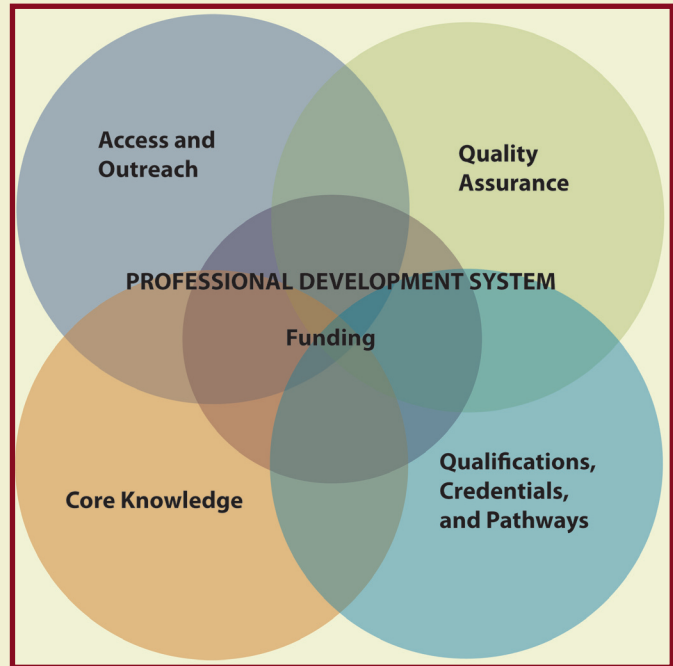 Access and
Outreach
Quality
Assurance
PROFESSIONAL DEVELOPMENT SYSTEM
Funding
Core Knowledge
Qualifications,
Credentials,
and Pathways